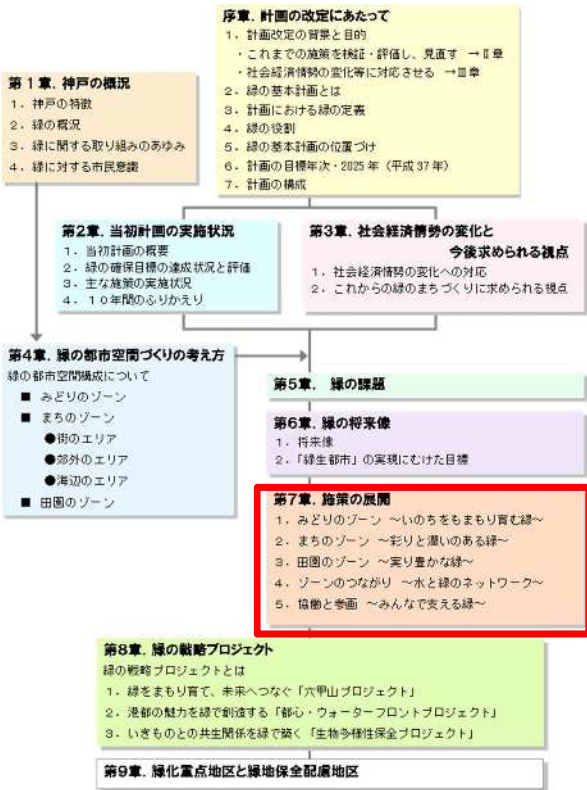 序章．計画の改定にあたって
1．計画改定の背景と目的
・これまでの施策を検証・評価し、見直す →Ⅱ章
・社会経済情勢の変化等に対応させる →Ⅲ章
2．緑の基本計画とは
3．計画における緑の定義
4．緑の役割
5．緑の基本計画の位置づけ
6．計画の目標年次・2025年（平成37年）
7．計画の構成
第１章．神戸の概況
1．神戸の特徴
2．緑の概況
3．緑に関する取り組みのあゆみ
4．緑に対する市民意識
第2章．当初計画の実施状況
1．当初計画の概要
2．緑の確保目標の達成状況と評価
3．主な施策の実施状況
4．１０年間のふりかえり
第3章．社会経済情勢の変化と
今後求められる視点
1．社会経済情勢の変化への対応
2．これからの緑のまちづくりに求められる視点
第4章．緑の都市空間づくりの考え方
緑の都市空間構成について
■ みどりのゾーン
■ まちのゾーン
●街のエリア
●郊外のエリア
●海辺のエリア
■ 田園のゾーン
第5章． 緑の課題
第6章．緑の将来像
1．将来像
2．「緑生都市」の実現にむけた目標
第7章．施策の展開
1．みどりのゾーン ～いのちをもまもり育む緑～
2．まちのゾーン ～彩りと潤いのある緑～
3．田園のゾーン ～実り豊かな緑～
4．ゾーンのつながり ～水と緑のネットワーク～
5．協働と参画 ～みんなで支える緑～
第8章．緑の戦略プロジェクト
緑の戦略プロジェクトとは
1．緑をまもり育て、未来へつなぐ「六甲山プロジェクト」
2．港都の魅力を緑で創造する「都心・ウォーターフロントプロジェクト」
3．いきものとの共生関係を緑で築く「生物多様性保全プロジェクト」
第9章．緑化重点地区と緑地保全配慮地区